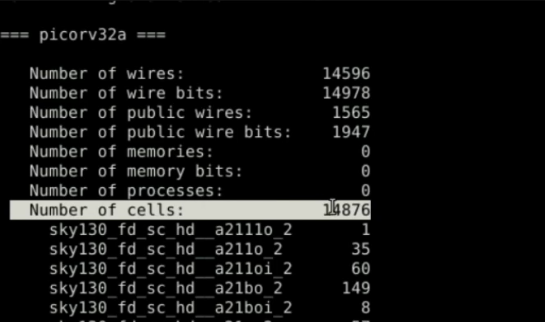 === picorv32a ===
Number of wires: 14596
Number of wire bits: 14978
Number of public wires: 1565
Number of public wire bits: 1947
Number of memories: 0
Number of memory bits: 0
Number of processes: 0
Number of cells: 14876
sky130_fd_sc_hd__a2111o_2 1
sky130_fd_sc_hd__a211o_2 35
sky130_fd_sc_hd__a211oi_2 60
sky130_fd_sc_hd__a21bo_2 149
sky130_fd_sc_hd__a21boi_2 8